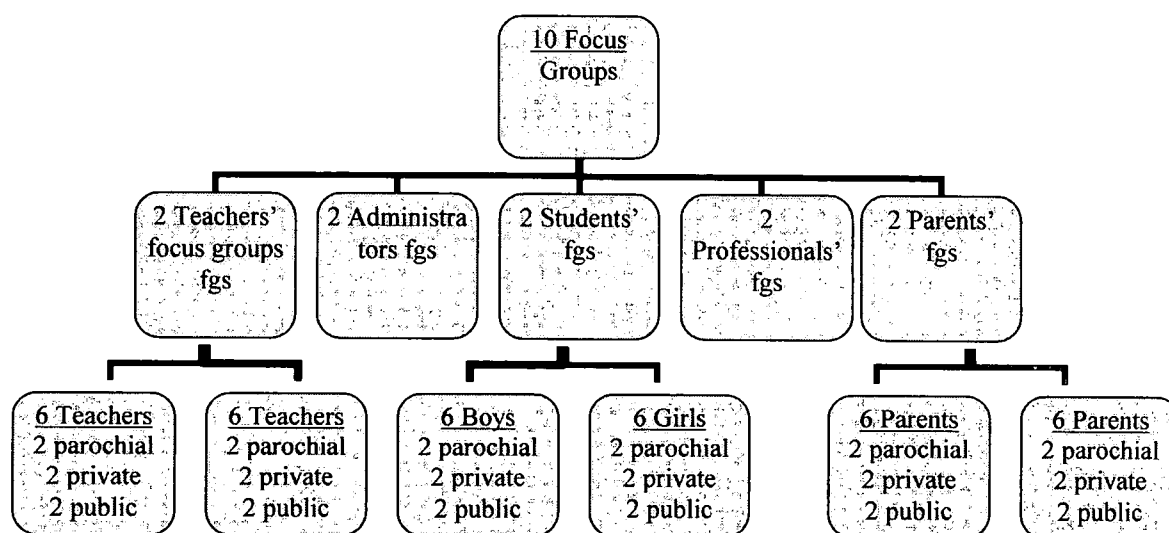 10 Focus
Groups
2 Teachers’
focus groups
fgs
2 Administra
tors fgs
2 Students’
fgs
2
Professionals’
fgs
2 Parents’
fgs
6 Teachers
2 parochial
2 private
2 public
6 Teachers
2 parochial
2 private
2 public
6 Boys
2 parochial
2 private
2 public
6 Girls
2 parochial
2 private
2 public
6 Parents
2 parochial
2 private
2 public
6 Parents
2 parochial
2 private
2 public